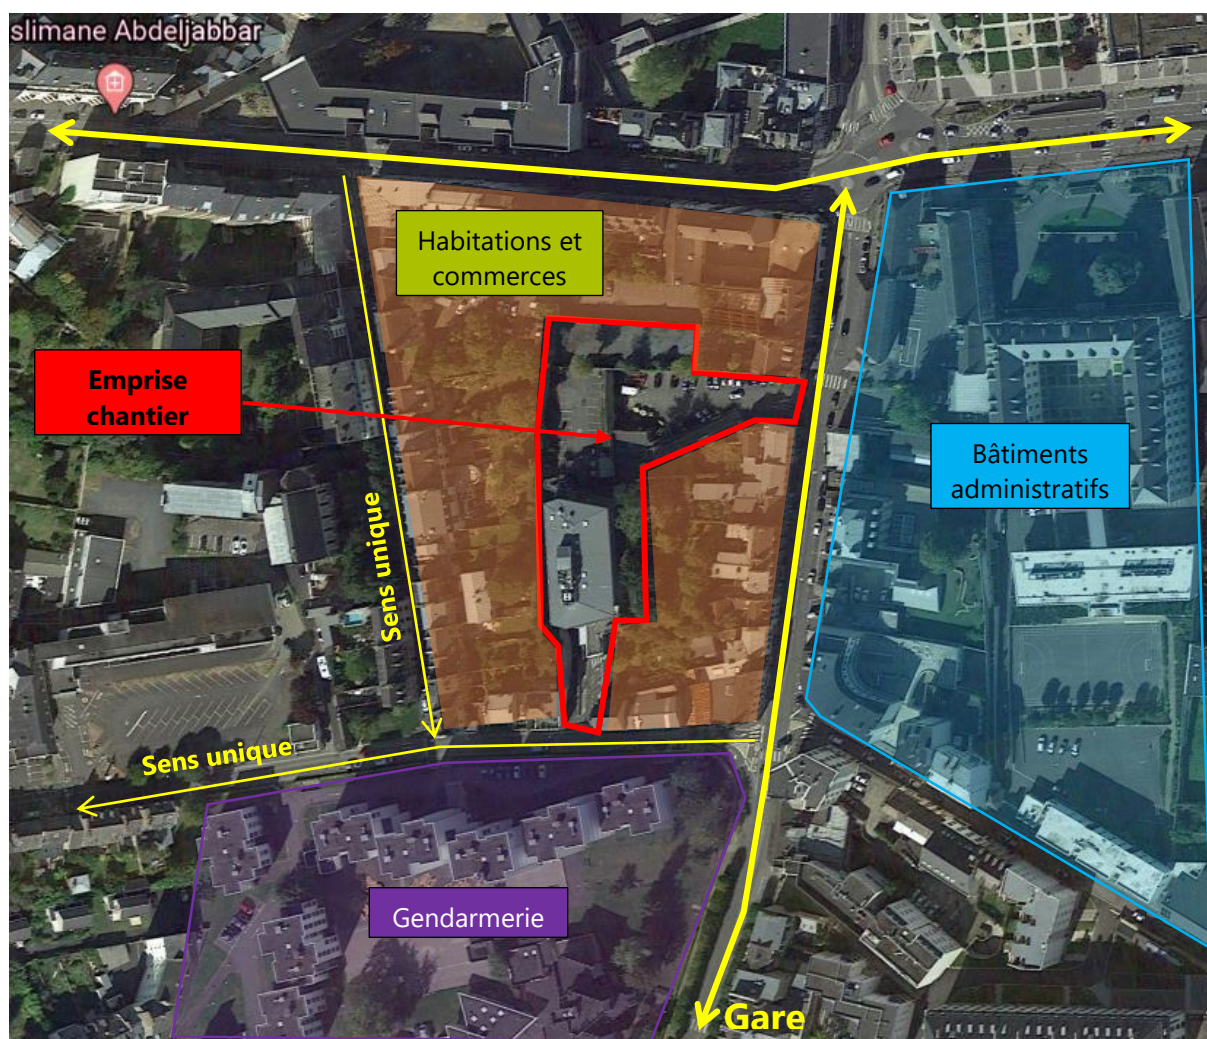 slimane Abdeljabbar
Habitations et
commerces
Emprise
chantier
Bâtiments
administratifs
Sens unique
Sens unique
Gendarmerie
Gare